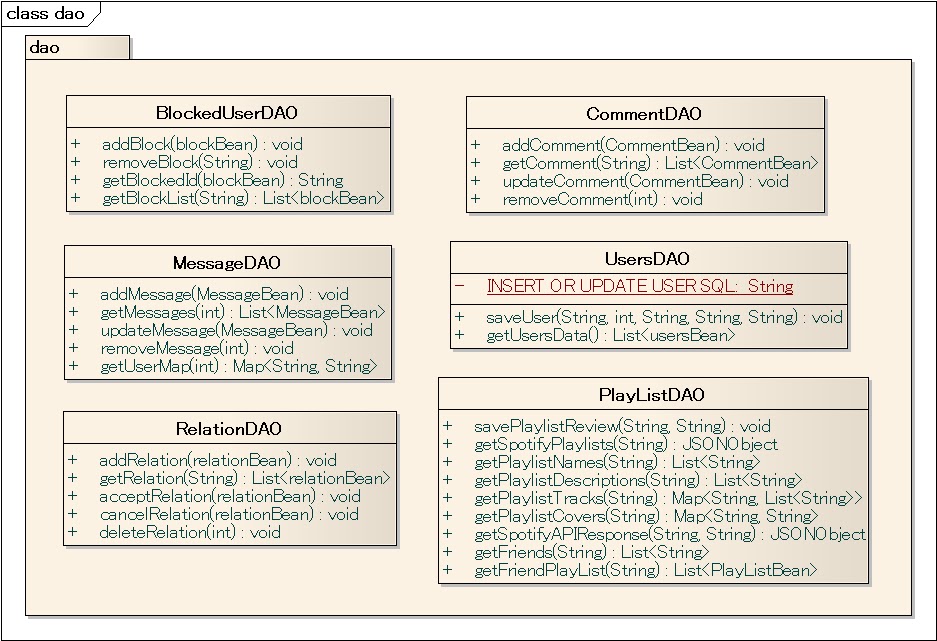 class dao
dao
BlockedUserDAO
+ addBlock(blockBean) : void
+ removeBlock(String) : void
+ getBlockedId(blockBean) : String
+ getBlockList(String) : List<blockBean>
CommentDAO
+ addComment(CommentBean) : void
+ getComment(String) : List<CommentBean>
+ updateComment(CommentBean) : void
+ removeComment(int) : void
MessageDAO
+ addMessage(MessageBean) : void
+ getMessages(int) : List<MessageBean>
+ updateMessage(MessageBean) : void
+ removeMessage(int) : void
+ getUserMap(int) : Map<String, String>
UsersDAO
- INSERT OR UPDATE USER SQL: String
+ saveUser(String, int, String, String, String) : void
+ getUsersData() : List<usersBean>
RelationDAO
+ addRelation(relationBean) : void
+ getRelation(String) : List<relationBean>
+ acceptRelation(relationBean) : void
+ cancelRelation(relationBean) : void
+ deleteRelation(int) : void
PlayListDAO
+ savePlaylistReview(String, String) : void
+ getSpotifyPlaylists(String) : JSONObject
+ getPlaylistNames(String) : List<String>
+ getPlaylistDescriptions(String) : List<String>
+ getPlaylistTracks(String) : Map<String, List<String>>
+ getPlaylistCovers(String) : Map<String, String>
+ getSpotifyAPIResponse(String, String) : JSONObject
+ getFriends(String) : List<String>
+ getFriendPlayList(String) : List<PlayListBean>